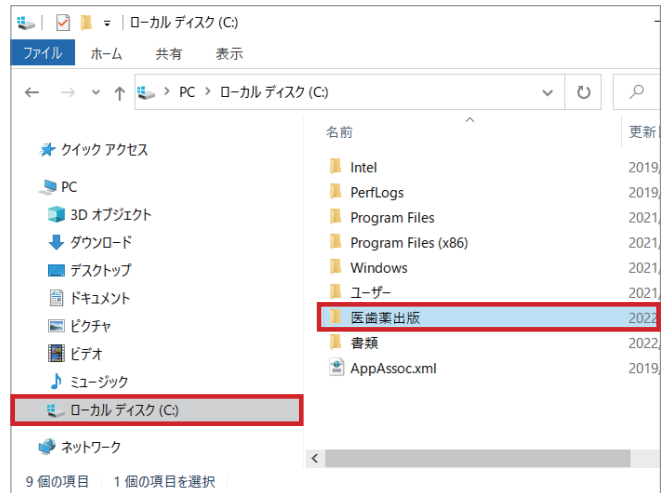 ローカル ディスク (C:)
ファイル ホーム 共有 表示
PC > ローカル ディスク (C:)
名前 更新
クイック アクセス
PC
3D オブジェクト
ダウンロード
デスクトップ
ドキュメント
ピクチャ
ビデオ
ミュージック
ローカル ディスク (C:)
ネットワーク
Intel 2019/
PerfLogs 2019/
Program Files 2021/
Program Files (x86) 2021/
Windows 2021/
ユーザー 2021/
医歯薬出版 2022
書類 2022/
AppAssoc.xml 2019/
9 個の項目 1 個の項目を選択